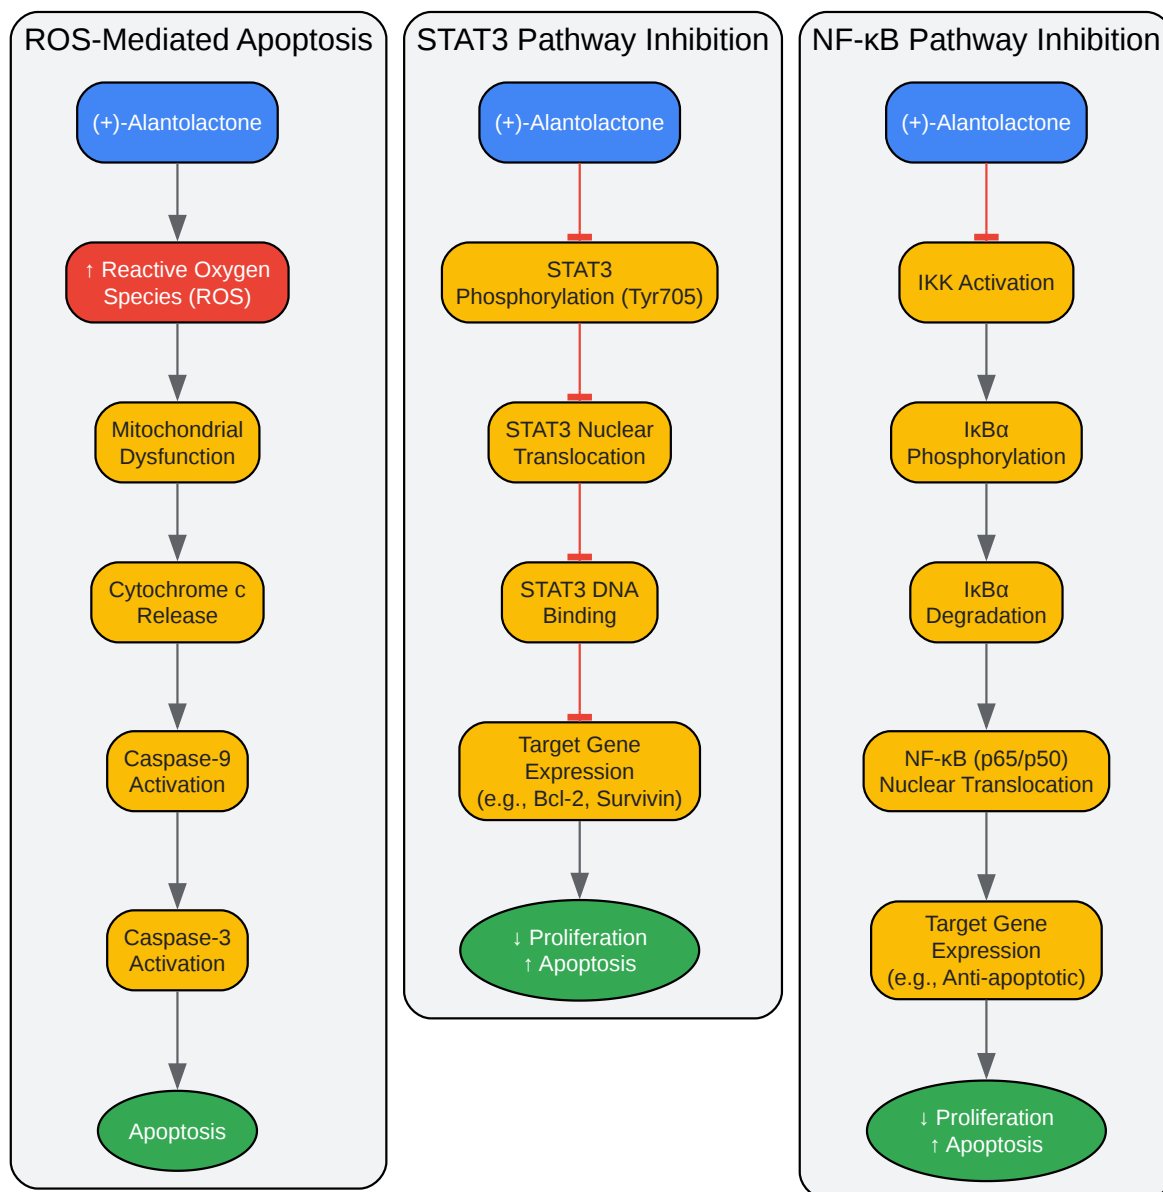 ROS-Mediated Apoptosis
(+)-Alantolactone
↑ Reactive Oxygen
Species (ROS)
Mitochondrial
Dysfunction
Cytochrome c
Release
Caspase-9
Activation
Caspase-3
Activation
Apoptosis
STAT3 Pathway Inhibition
(+)-Alantolactone
STAT3
Phosphorylation (Tyr705)
STAT3 Nuclear
Translocation
STAT3 DNA
Binding
Target Gene
Expression
(e.g., Bcl-2, Survivin)
↓ Proliferation
↑ Apoptosis
NF-κB Pathway Inhibition
(+)-Alantolactone
IKK Activation
IκBα
Phosphorylation
IκBα
Degradation
NF-κB (p65/p50)
Nuclear Translocation
Target Gene
Expression
(e.g., Anti-apoptotic)
↓ Proliferation
↑ Apoptosis